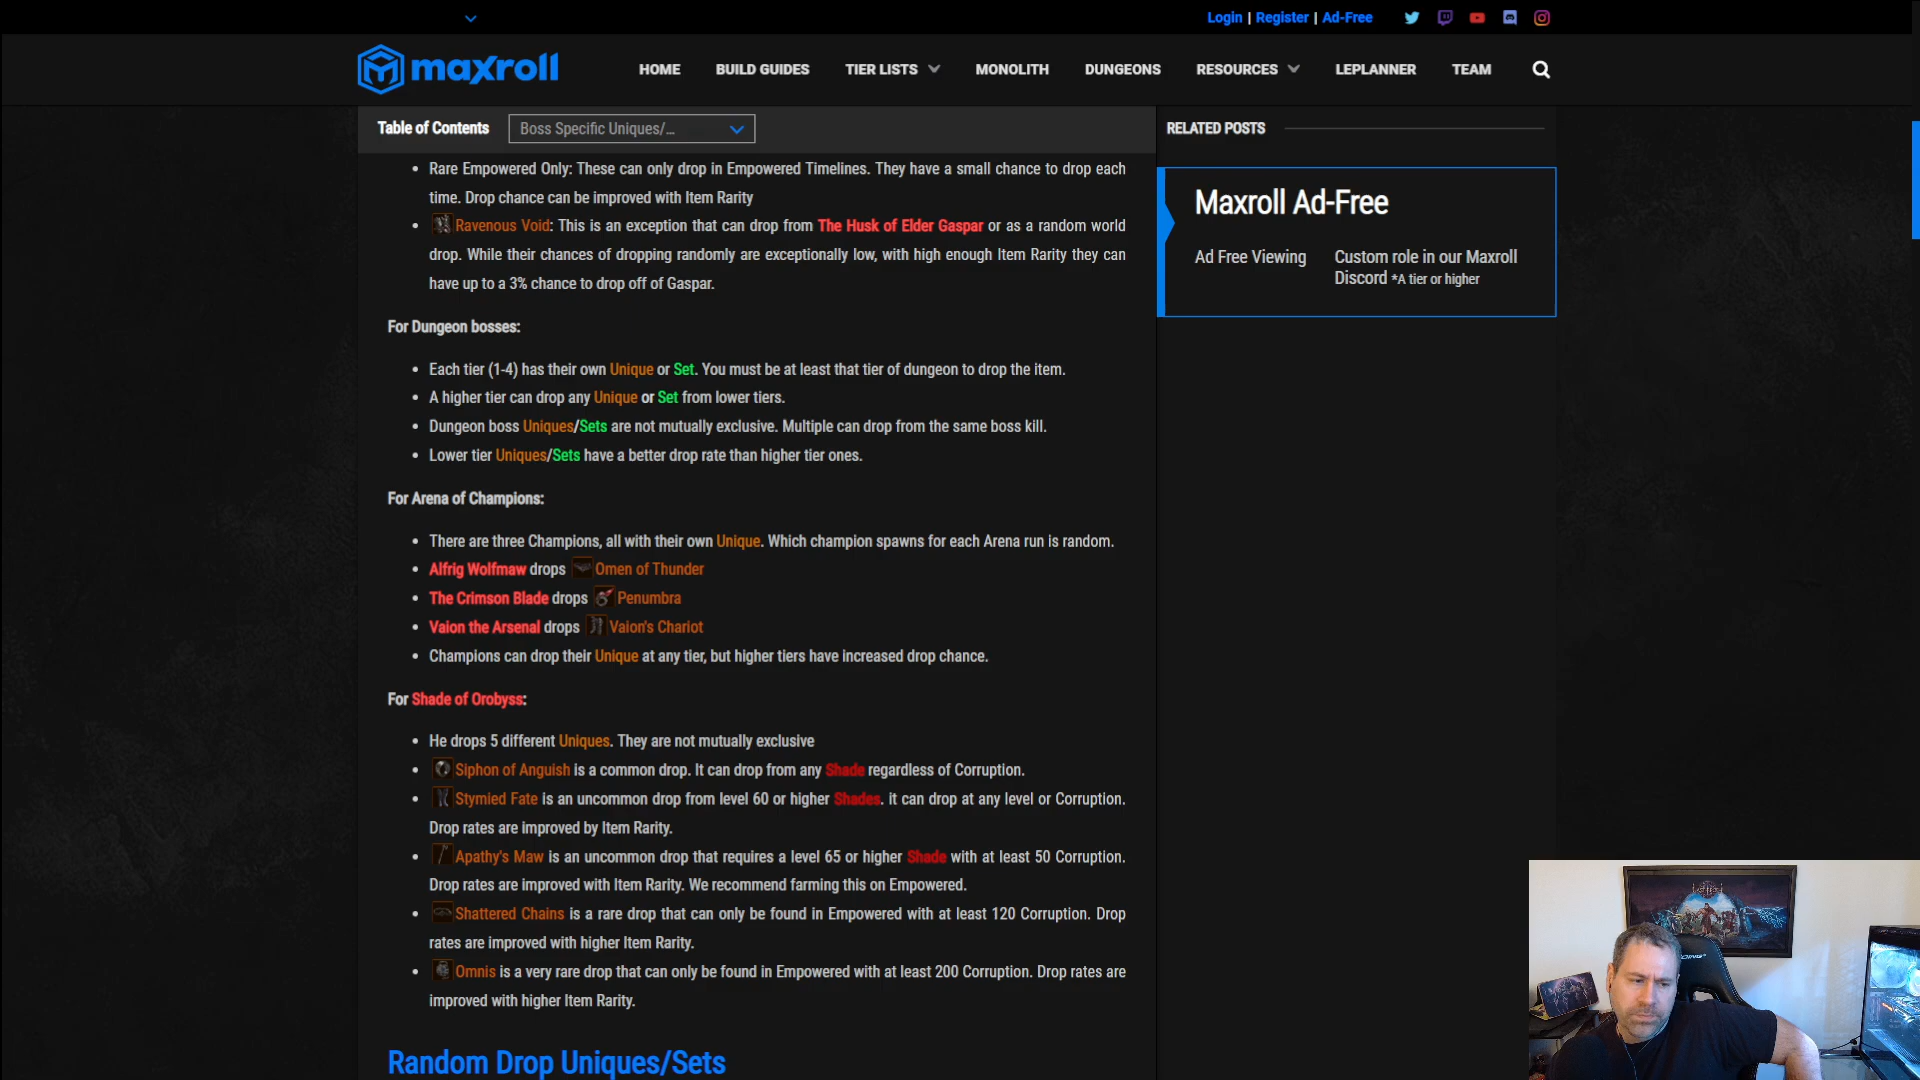 Login | Register | Ad-Free
maxroll
HOME BUILD GUIDES TIER LISTS MONOLITH DUNGEONS RESOURCES LEPLANNER TEAM
Table of Contents Boss Specific Uniques/...
RELATED POSTS
Maxroll Ad-Free
Ad Free Viewing
Custom role in our Maxroll
Discord *A tier or higher
• Rare Empowered Only: These can only drop in Empowered Timelines. They have a small chance to drop each
time. Drop chance can be improved with Item Rarity
• Ravenous Void: This is an exception that can drop from The Husk of Elder Gaspar or as a random world
drop. While their chances of dropping randomly are exceptionally low, with high enough Item Rarity they can
have up to a 3% chance to drop off of Gaspar.
For Dungeon bosses:
• Each tier (1-4) has their own Unique or Set. You must be at least that tier of dungeon to drop the item.
• A higher tier can drop any Unique or Set from lower tiers.
• Dungeon boss Uniques/Sets are not mutually exclusive. Multiple can drop from the same boss kill.
• Lower tier Uniques/Sets have a better drop rate than higher tier ones.
For Arena of Champions:
• There are three Champions, all with their own Unique. Which champion spawns for each Arena run is random.
• Alfrig Wolfmaw drops Omen of Thunder
• The Crimson Blade drops Penumbra
• Vaion the Arsenal drops Vaion's Chariot
• Champions can drop their Unique at any tier, but higher tiers have increased drop chance.
For Shade of Orobyss:
• He drops 5 different Uniques. They are not mutually exclusive
• Siphon of Anguish is a common drop. It can drop from any Shade regardless of Corruption.
• Stymied Fate is an uncommon drop from level 60 or higher Shades. it can drop at any level or Corruption.
Drop rates are improved by Item Rarity.
• Apathy's Maw is an uncommon drop that requires a level 65 or higher Shade with at least 50 Corruption.
Drop rates are improved with Item Rarity. We recommend farming this on Empowered.
• Shattered Chains is a rare drop that can only be found in Empowered with at least 120 Corruption. Drop
rates are improved with higher Item Rarity.
• Omnis is a very rare drop that can only be found in Empowered with at least 200 Corruption. Drop rates are
improved with higher Item Rarity.
Random Drop Uniques/Sets